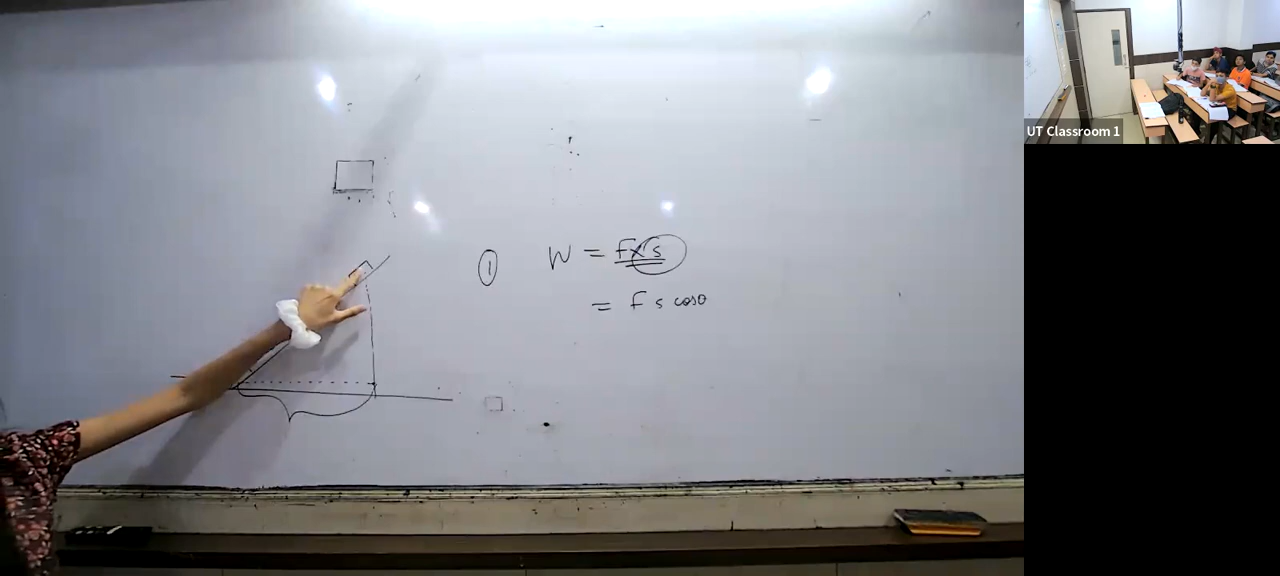 UT Classroom 1
① W = F×s
= F s cosθ